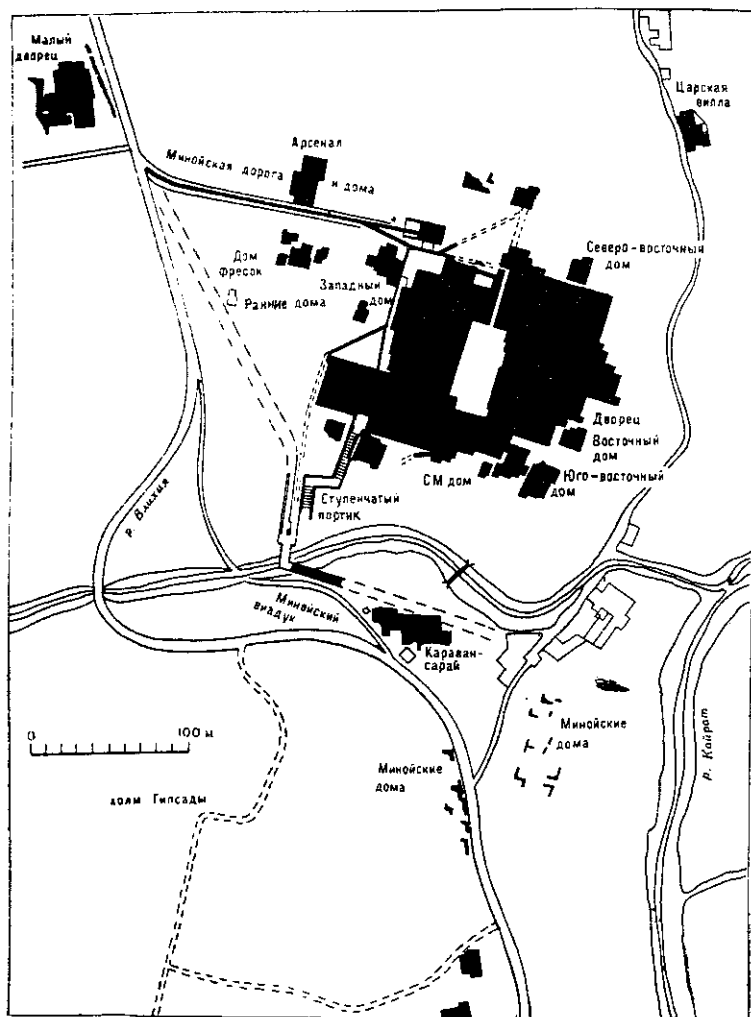 Малый
дворец
Царская
вилла
Арсенал
Минойская дорога
и дома
Северо-восточный
дом
Дом
фресок
Западный
дом
Ранние дома
Дворец
Восточный
дом
Юго-восточный
дом
СМ дом
Ступенчатый
портик
р. Влихия
Минойский
виадук
Караван-
сарай
0 100 м
Минойские
дома
р. Кайрат
Минойские
дома
холм Гипсады